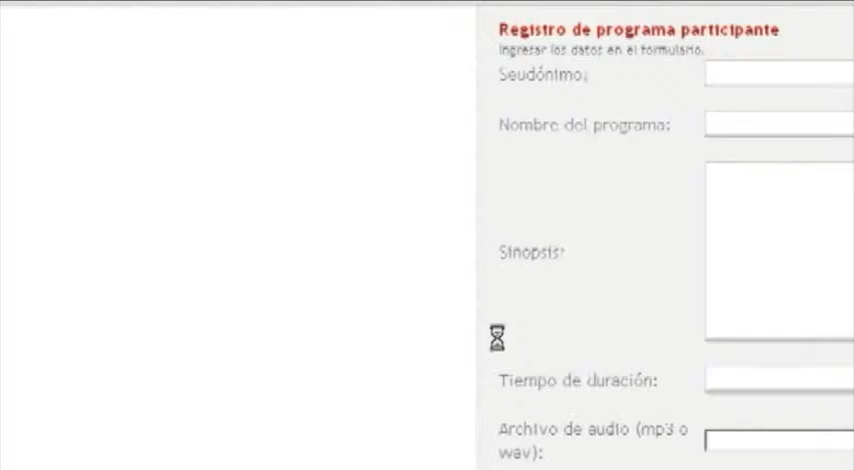 Registro de programa participante
Ingresar los datos en el formulario.
Seudónimo:
Nombre del programa:
Sinopsis:
Tiempo de duración:
Archivo de audio (mp3 o
wav):